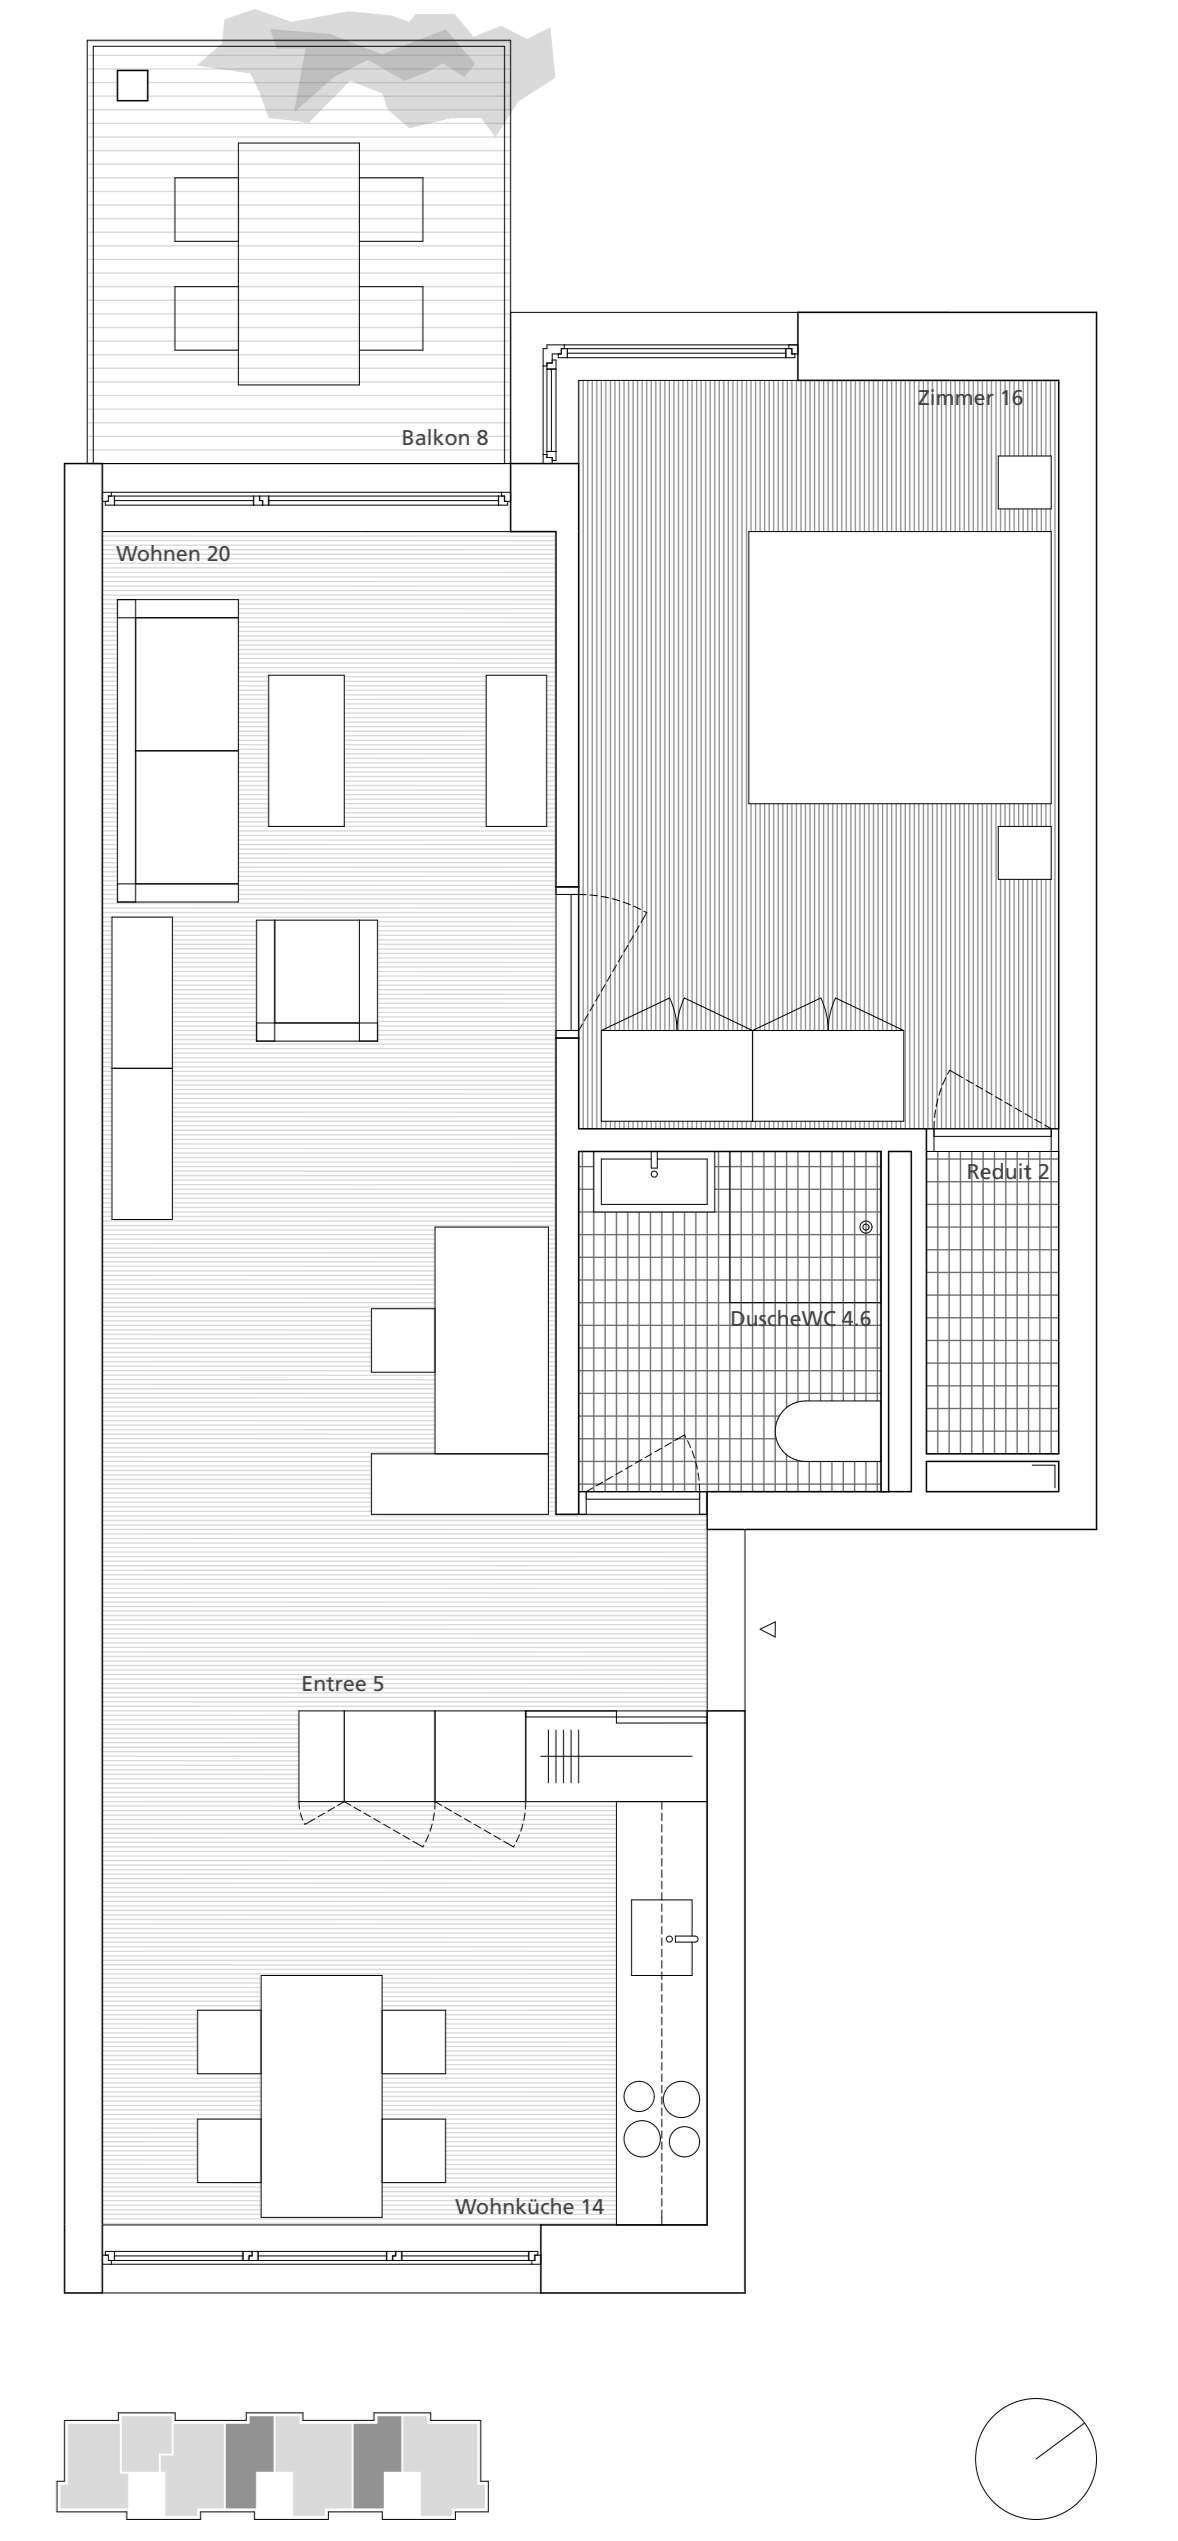 Zimmer 16
Balkon 8
Wohnen 20
Reduit 2
DuscheWC 4.6
Entree 5
Wohnküche 14